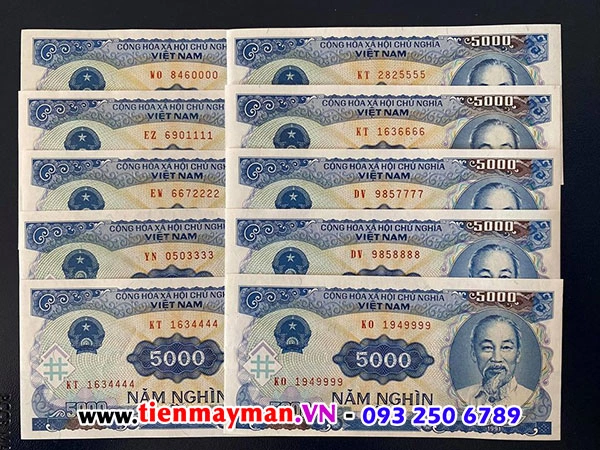 CỘNG HÒA XÃ HỘI CHỦ NGHĨA
VIỆT NAM
WO 8460000
CỘNG HÒA XÃ HỘI CHỦ NGHĨA
VIỆT NAM
EZ 6901111
CỘNG HÒA XÃ HỘI CHỦ NGHĨA
VIỆT NAM
EW 6672222
CỘNG HÒA XÃ HỘI CHỦ NGHĨA
VIỆT NAM
YN 0503333
CỘNG HÒA XÃ HỘI CHỦ NGHĨA
VIỆT NAM
KT 1634444
5000
KT 1634444
NĂM NGHÌN
5000
CỘNG HÒA XÃ HỘI CHỦ NGHĨA 5000
VIỆT NAM
KT 2825555
CỘNG HÒA XÃ HỘI CHỦ NGHĨA 5000
VIỆT NAM
KT 1636666
CỘNG HÒA XÃ HỘI CHỦ NGHĨA 5000
VIỆT NAM
DV 9857777
CỘNG HÒA XÃ HỘI CHỦ NGHĨA 5000
VIỆT NAM
DV 9858888
CỘNG HÒA XÃ HỘI CHỦ NGHĨA 5000
VIỆT NAM
KO 1949999
5000
KO 1949999
NĂM NGHÌN
www.tienmayman.VN - 093 250 6789